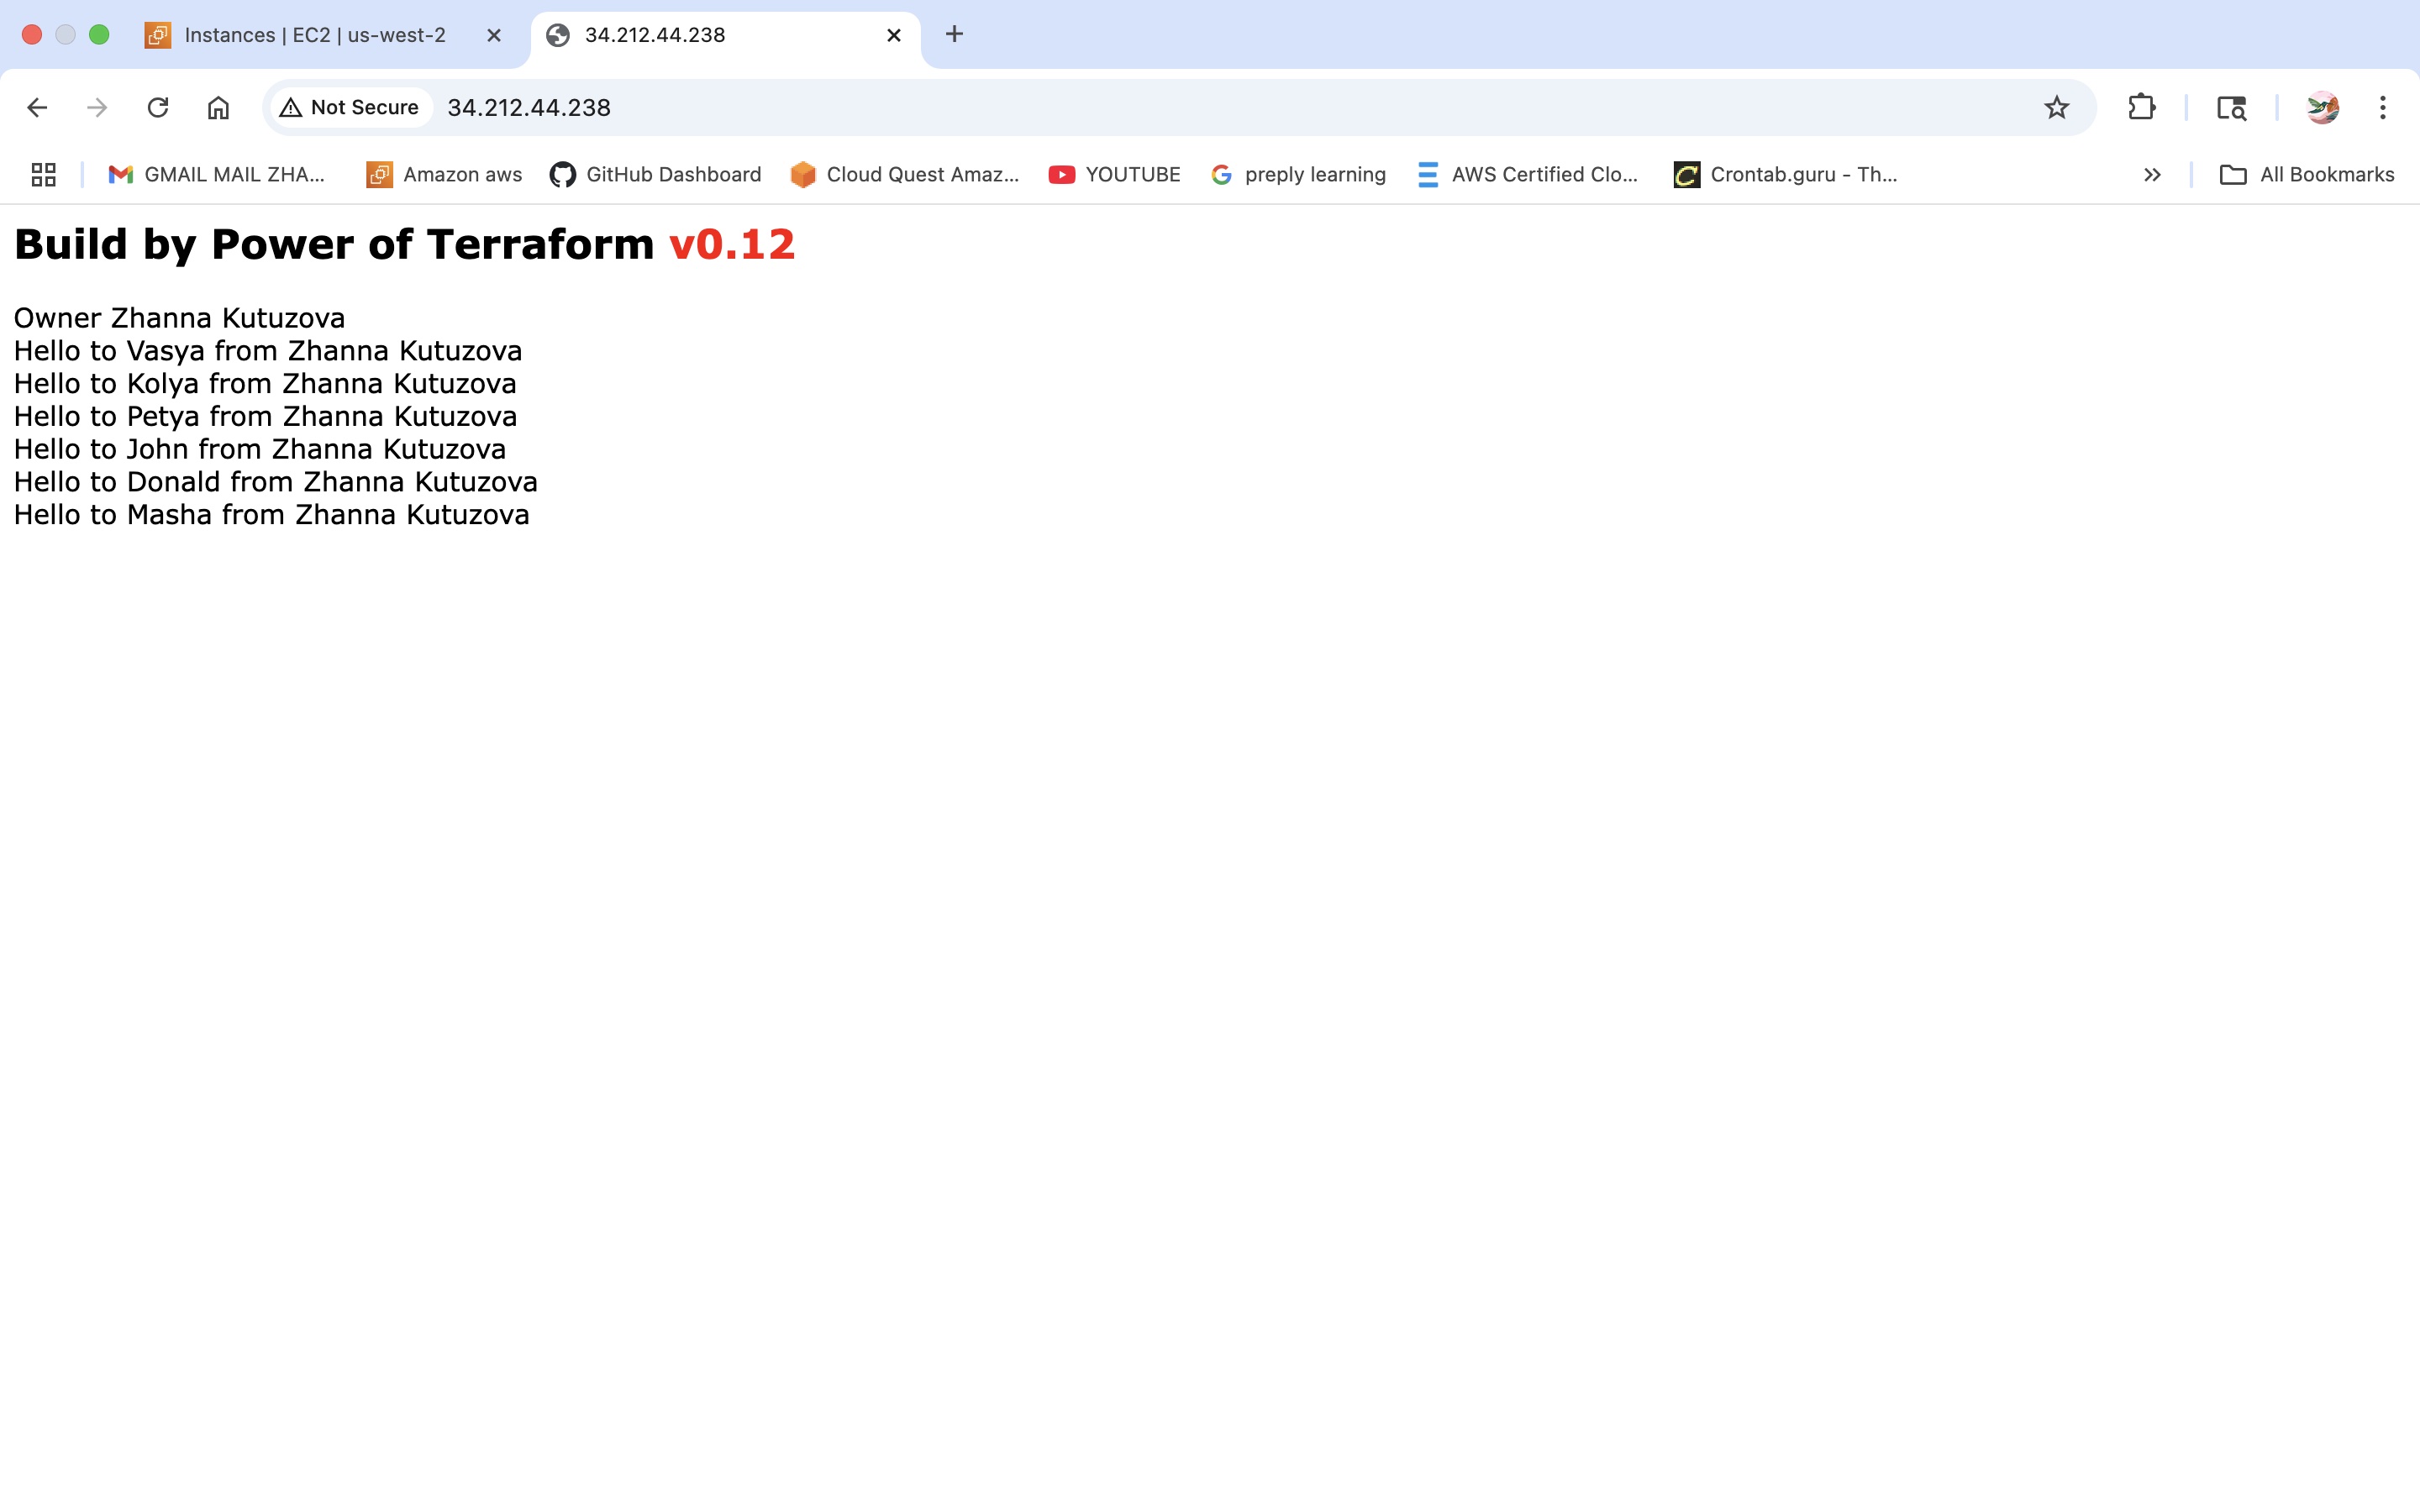 Instances | EC2 | us-west-2
34.212.44.238
Not Secure 34.212.44.238
GMAIL MAIL ZHA... Amazon aws GitHub Dashboard Cloud Quest Amaz... YOUTUBE preply learning AWS Certified Clo... Crontab.guru - Th... All Bookmarks
Build by Power of Terraform v0.12
Owner Zhanna Kutuzova
Hello to Vasya from Zhanna Kutuzova
Hello to Kolya from Zhanna Kutuzova
Hello to Petya from Zhanna Kutuzova
Hello to John from Zhanna Kutuzova
Hello to Donald from Zhanna Kutuzova
Hello to Masha from Zhanna Kutuzova